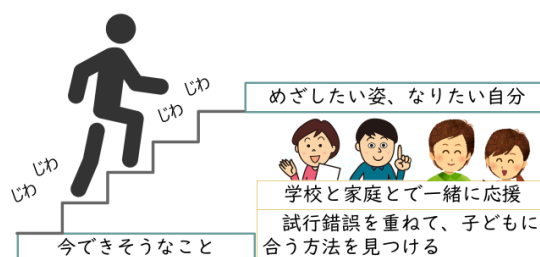 めざしたい姿、なりたい自分
じわ
じわ
じわ
じわ
学校と家庭とで一緒に応援
試行錯誤を重ねて、子どもに
合う方法を見つける
今できそうなこと